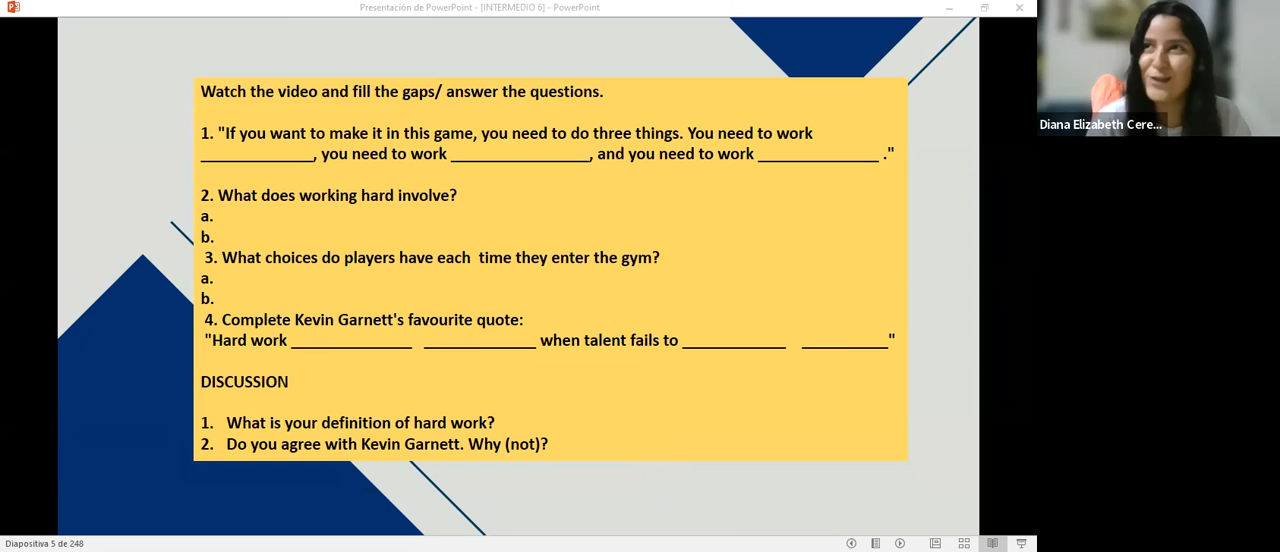 Presentación de PowerPoint - [INTERMEDIO 6] - PowerPoint
Watch the video and fill the gaps/ answer the questions.
1. "If you want to make it in this game, you need to do three things. You need to work
_____________, you need to work ________________, and you need to work ______________ ."
2. What does working hard involve?
a.
b.
3. What choices do players have each  time they enter the gym?
a.
b.
4. Complete Kevin Garnett's favourite quote:
"Hard work ______________ _____________ when talent fails to ____________ __________"
DISCUSSION
1. What is your definition of hard work?
2. Do you agree with Kevin Garnett. Why (not)?
Diana Elizabeth Cere...
Diapositiva 5 de 248